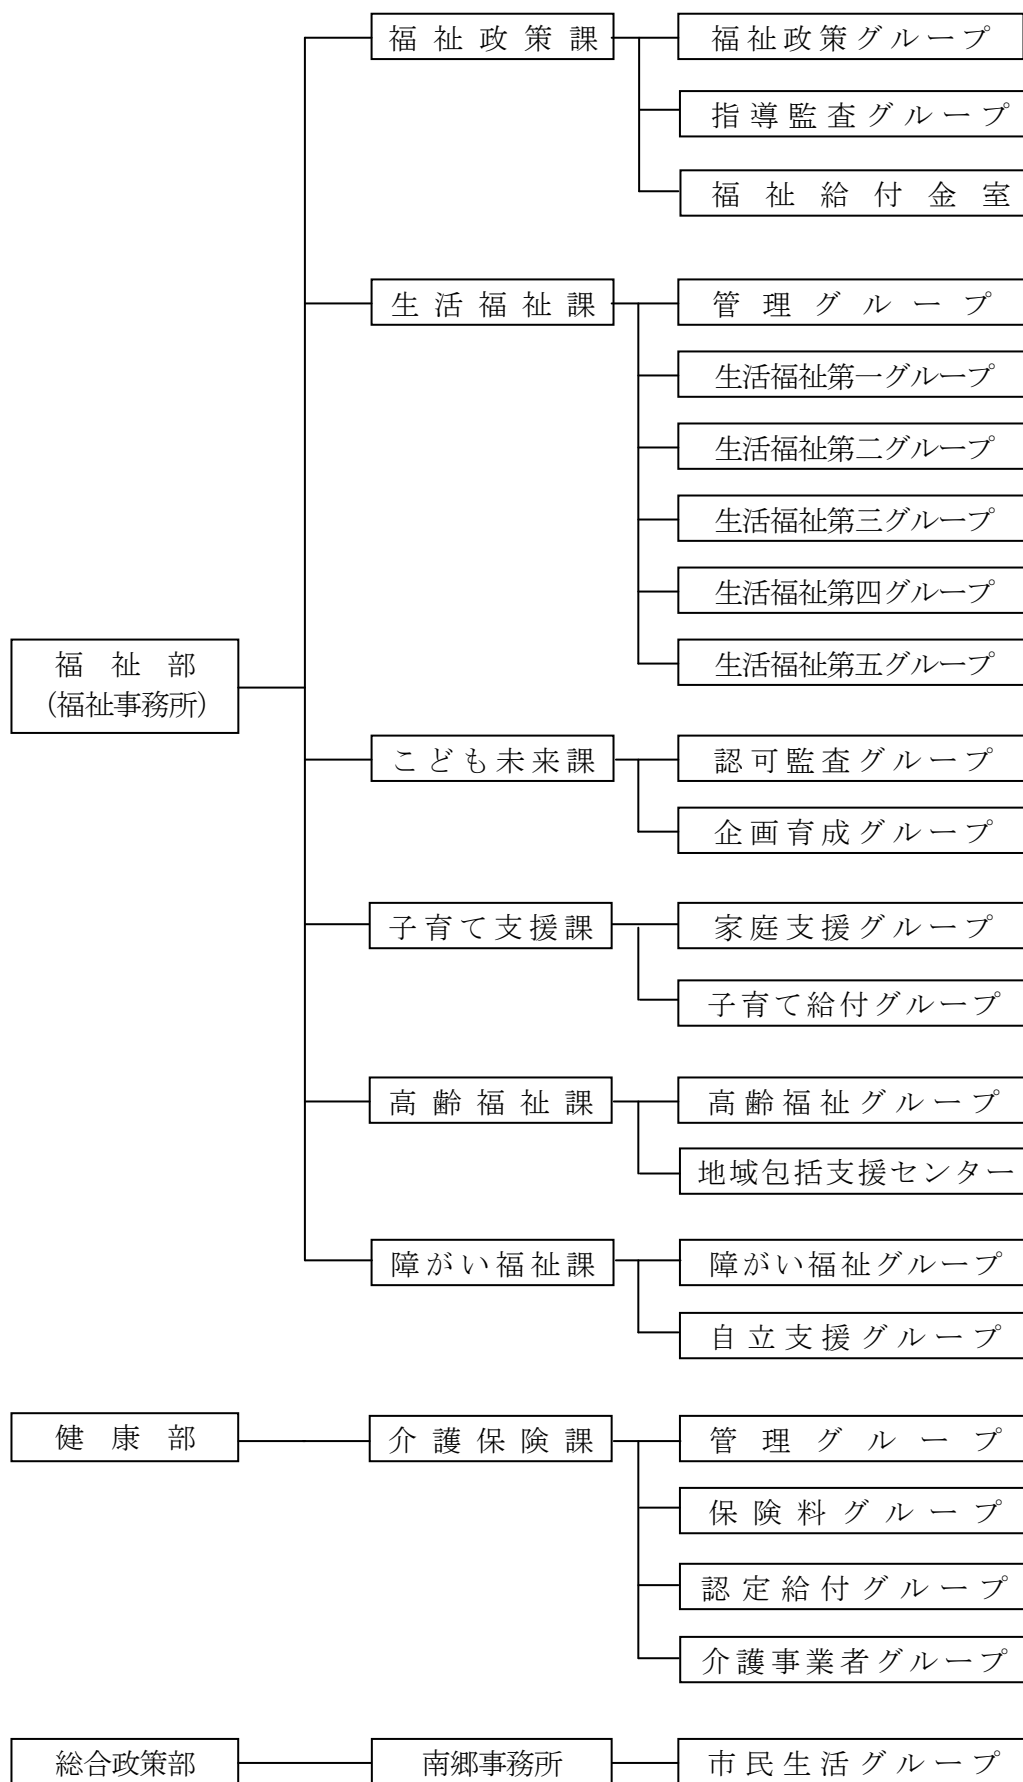 福祉政策課
福祉政策グループ
指導監査グループ
福祉給付金室
生活福祉課
管理グループ
生活福祉第一グループ
生活福祉第二グループ
生活福祉第三グループ
生活福祉第四グループ
生活福祉第五グループ
福祉部
(福祉事務所)
こども未来課
認可監査グループ
企画育成グループ
子育て支援課
家庭支援グループ
子育て給付グループ
高齢福祉課
高齢福祉グループ
地域包括支援センター
障がい福祉課
障がい福祉グループ
自立支援グループ
健康部
介護保険課
管理グループ
保険料グループ
認定給付グループ
介護事業者グループ
総合政策部
南郷事務所
市民生活グループ